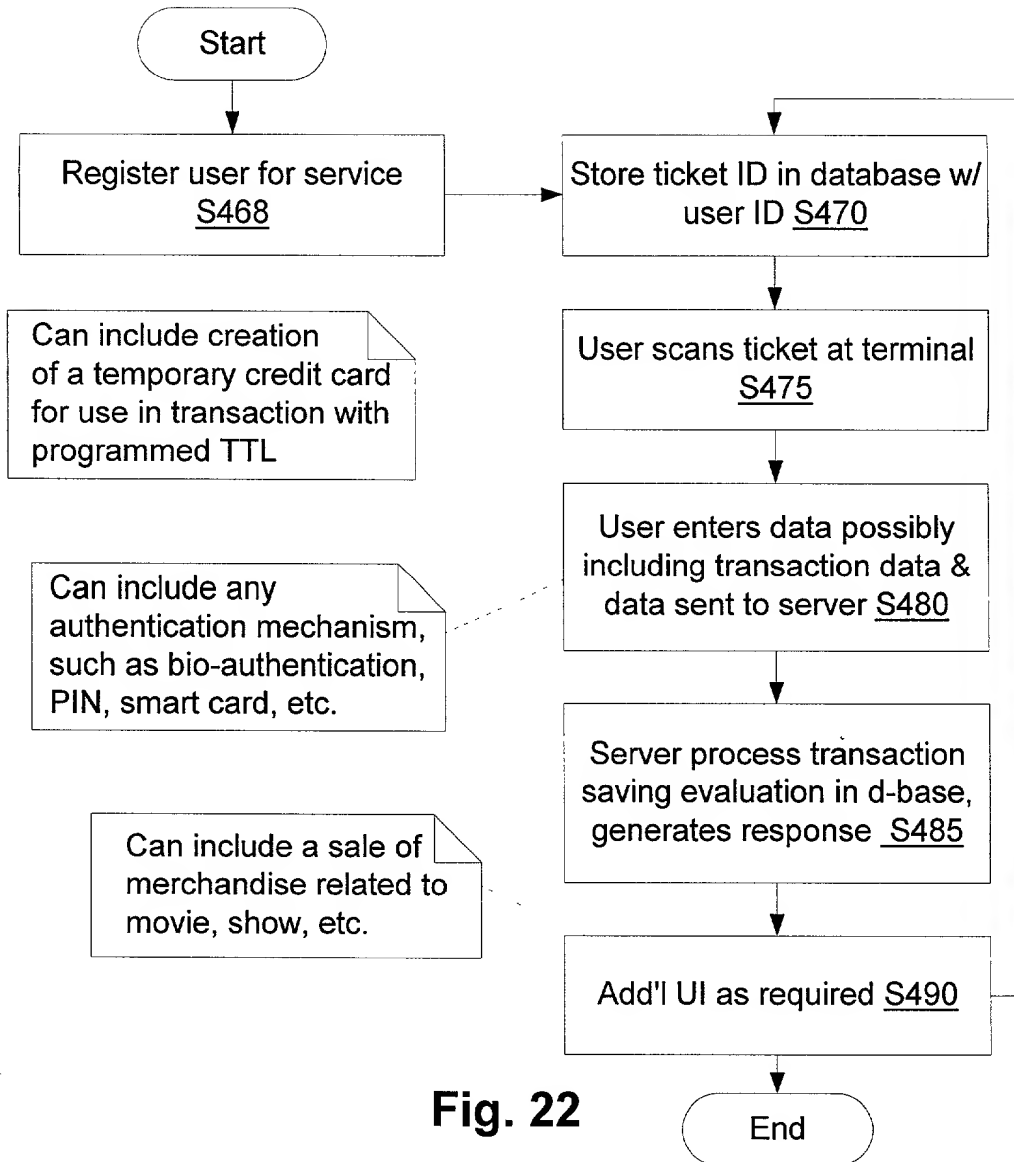 Start
Register user for service
S468
Store ticket ID in database w/
user ID S470
Can include creation
of a temporary credit card
for use in transaction with
programmed TTL
User scans ticket at terminal
S475
User enters data possibly
including transaction data &
data sent to server S480
Can include any
authentication mechanism,
such as bio-authentication,
PIN, smart card, etc.
Server process transaction
saving evaluation in d-base,
generates response S485
Can include a sale of
merchandise related to
movie, show, etc.
Add'l UI as required S490
Fig. 22
End